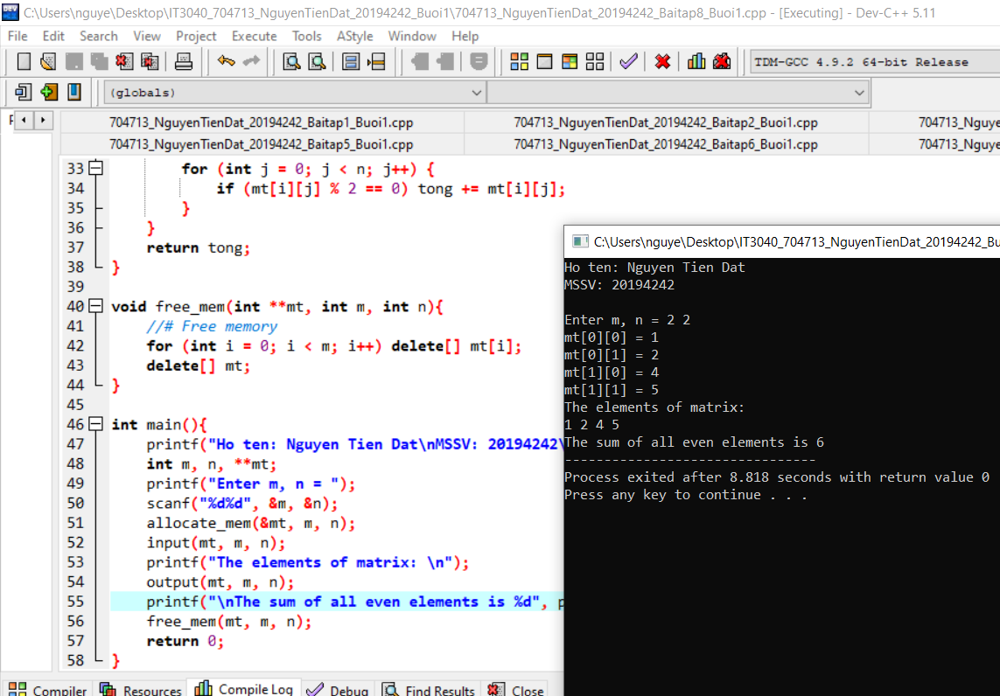 C:\Users\nguye\Desktop\IT3040_704713_NguyenTienDat_20194242_Buoi1\704713_NguyenTienDat_20194242_Baitap8_Buoi1.cpp - [Executing] - Dev-C++ 5.11
File Edit Search View Project Execute Tools AStyle Window Help
TDM-GCC 4.9.2 64-bit Release
(globals)
704713_NguyenTienDat_20194242_Baitap1_Buoi1.cpp 704713_NguyenTienDat_20194242_Baitap2_Buoi1.cpp 704713_Nguye
704713_NguyenTienDat_20194242_Baitap5_Buoi1.cpp 704713_NguyenTienDat_20194242_Baitap6_Buoi1.cpp 704713_Nguye
33 for (int j = 0; j < n; j++) {
34 if (mt[i][j] % 2 == 0) tong += mt[i][j];
35 }
36 }
37 return tong;
38 }
39
40 void free_mem(int **mt, int m, int n){
41 //# Free memory
42 for (int i = 0; i < m; i++) delete[] mt[i];
43 delete[] mt;
44 }
45
46 int main(){
47 printf("Ho ten: Nguyen Tien Dat\nMSSV: 20194242\
48 int m, n, **mt;
49 printf("Enter m, n = ");
50 scanf("%d%d", &m, &n);
51 allocate_mem(&mt, m, n);
52 input(mt, m, n);
53 printf("The elements of matrix: \n");
54 output(mt, m, n);
55 printf("\nThe sum of all even elements is %d", p
56 free_mem(mt, m, n);
57 return 0;
58 }
C:\Users\nguye\Desktop\IT3040_704713_NguyenTienDat_20194242_Bu
Ho ten: Nguyen Tien Dat
MSSV: 20194242
Enter m, n = 2 2
mt[0][0] = 1
mt[0][1] = 2
mt[1][0] = 4
mt[1][1] = 5
The elements of matrix:
1 2 4 5
The sum of all even elements is 6
--------------------------------
Process exited after 8.818 seconds with return value 0
Press any key to continue . . .
Compiler Resources Compile Log Debug Find Results Close